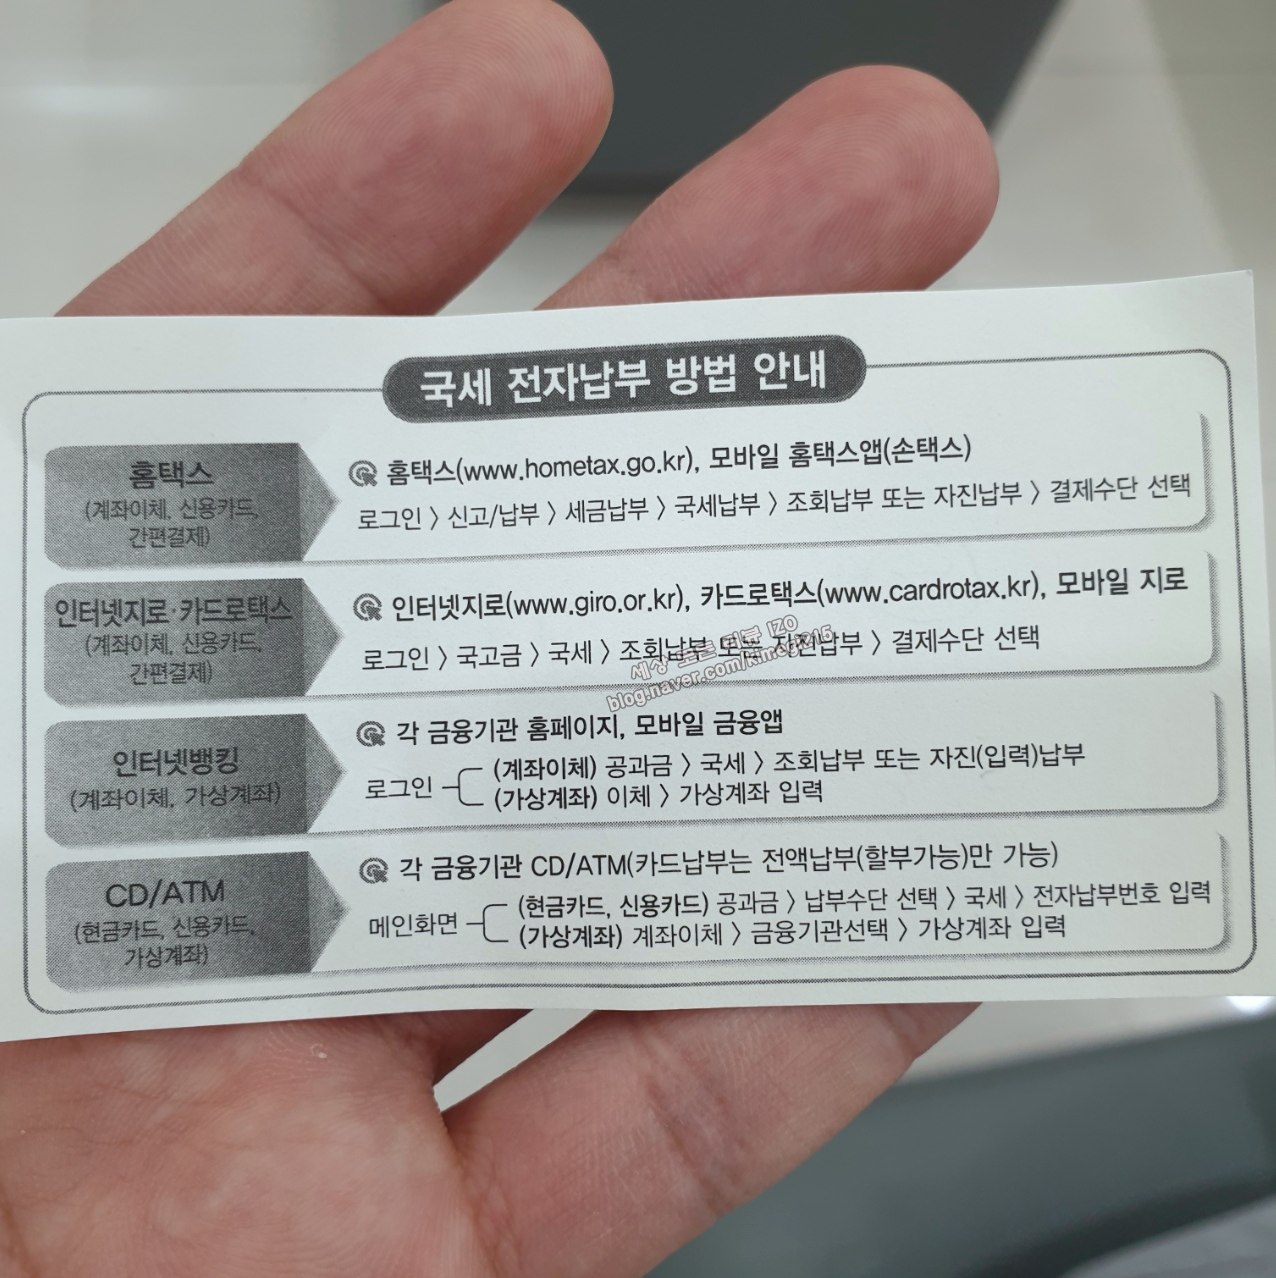 국세 전자납부 방법 안내
홈택스
(계좌이체, 신용카드,
간편결제)
홈택스(www.hometax.go.kr), 모바일 홈택스앱(손택스)
로그인 > 신고/납부 > 세금납부 > 국세납부 > 조회납부 또는 자진납부 > 결제수단 선택
인터넷지로·카드로택스
(계좌이체, 신용카드,
간편결제)
인터넷지로(www.giro.or.kr), 카드로택스(www.cardrotax.kr), 모바일 지로
로그인 > 국고금 > 국세 > 조회납부 또는 자진납부 > 결제수단 선택
세상 모든 리뷰 IZO
인터넷뱅킹
(계좌이체, 가상계좌)
각 금융기관 홈페이지, 모바일 금융앱
로그인
(계좌이체) 공과금 > 국세 > 조회납부 또는 자진(입력)납부
(가상계좌) 이체 > 가상계좌 입력
CD/ATM
(현금카드, 신용카드,
가상계좌)
각 금융기관 CD/ATM(카드납부는 전액납부(할부가능)만 가능)
메인화면
(현금카드, 신용카드) 공과금 > 납부수단 선택 > 국세 > 전자납부번호 입력
(가상계좌) 계좌이체 > 금융기관선택 > 가상계좌 입력